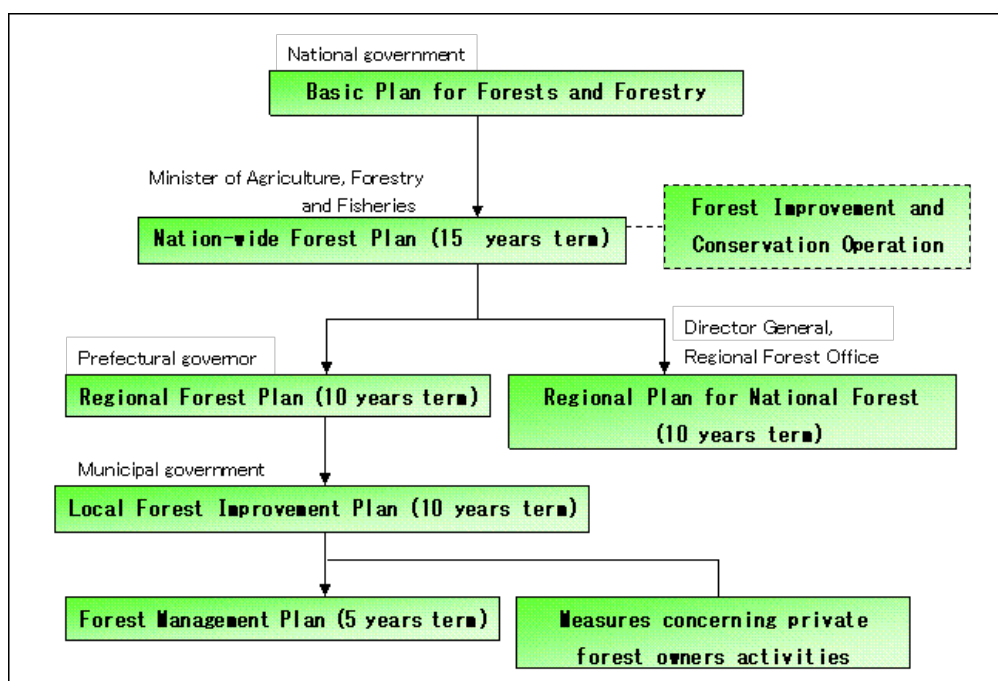 National government
Basic Plan for Forests and Forestry
Minister of Agriculture, Forestry
and Fisheries
Nation-wide Forest Plan (15 years term)
Forest Improvement and
Conservation Operation
Prefectural governor
Regional Forest Plan (10 years term)
Director General,
Regional Forest Office
Regional Plan for National Forest
(10 years term)
Municipal government
Local Forest Improvement Plan (10 years term)
Forest Management Plan (5 years term)
Measures concerning private
forest owners activities